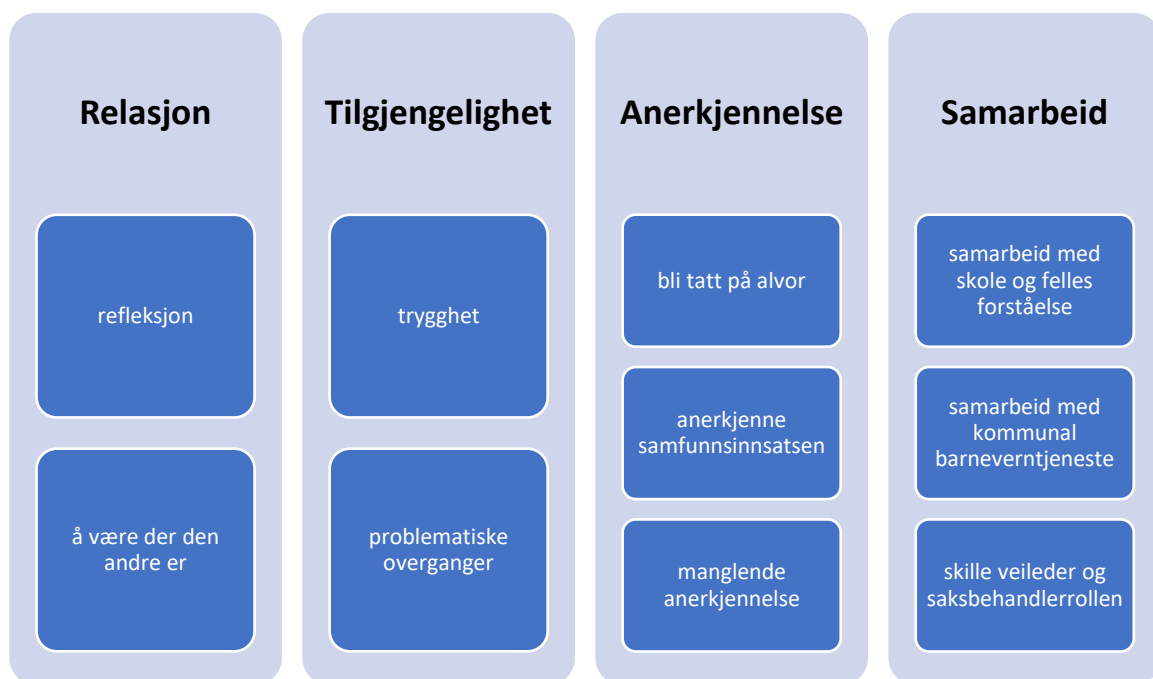 Relasjon
refleksjon
å være der den
andre er
Tilgjengelighet
trygghet
problematiske
overganger
Anerkjennelse
bli tatt på alvor
anerkjenne
samfunnsinnsatsen
manglende
anerkjennelse
Samarbeid
samarbeid med
skole og felles
forståelse
samarbeid med
kommunal
barneverntjeneste
skille veileder og
saksbehandlerrollen